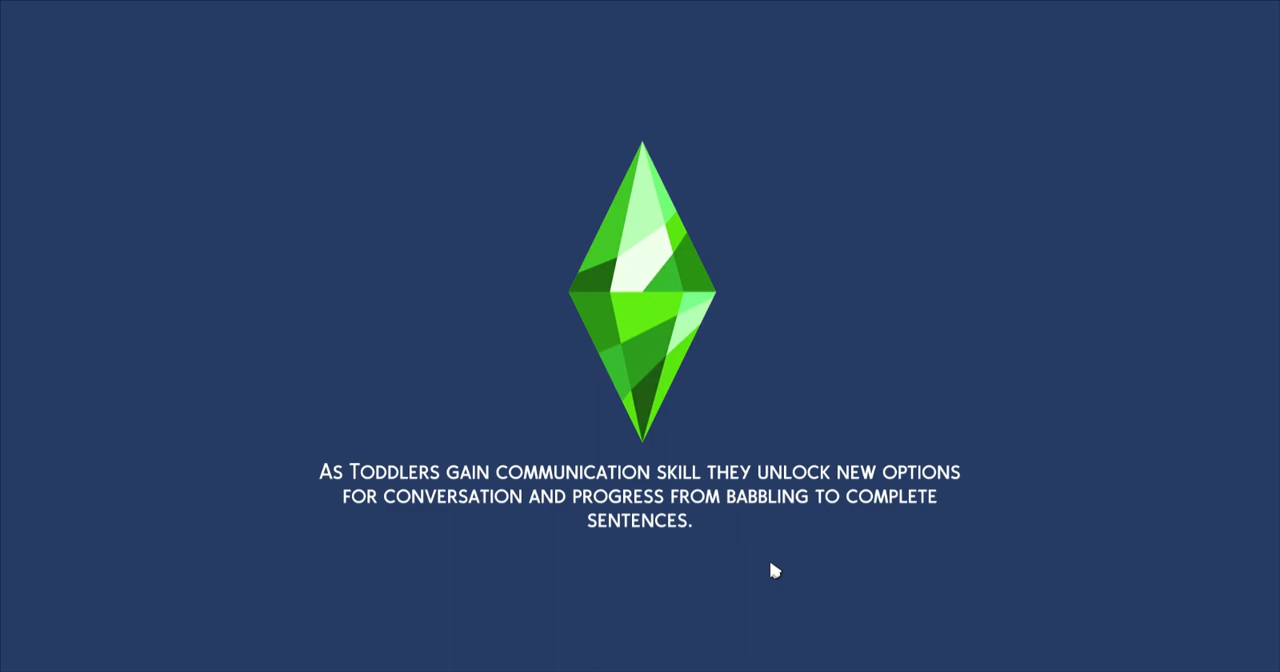 As Toddlers gain communication skill they unlock new options
for conversation and progress from babbling to complete
sentences.